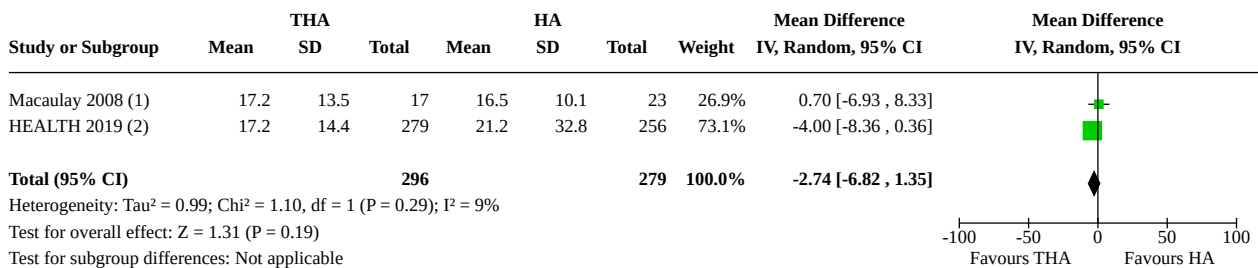 THA HA Mean Difference Mean Difference
Study or Subgroup Mean SD Total Mean SD Total Weight IV, Random, 95% CI IV, Random, 95% CI
Macaulay 2008 (1) 17.2 13.5 17 16.5 10.1 23 26.9% 0.70 [-6.93 , 8.33]
HEALTH 2019 (2) 17.2 14.4 279 21.2 32.8 256 73.1% -4.00 [-8.36 , 0.36]
Total (95% CI) 296 279 100.0% -2.74 [-6.82 , 1.35]
Heterogeneity: Tau² = 0.99; Chi² = 1.10, df = 1 (P = 0.29); I² = 9%
Test for overall effect: Z = 1.31 (P = 0.19)
Test for subgroup differences: Not applicable
-100 -50 0 50 100
Favours THA Favours HA